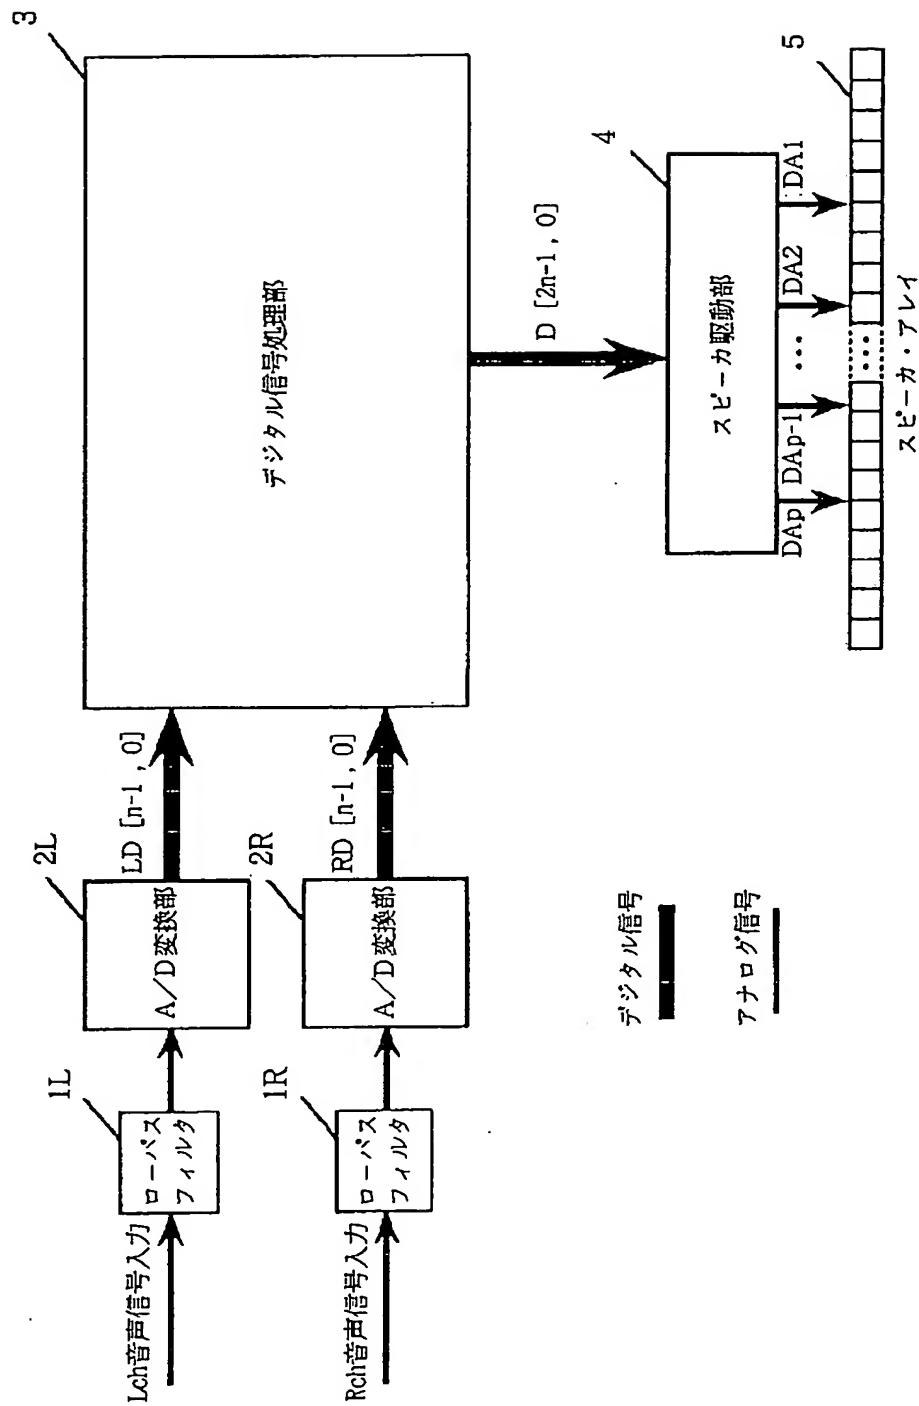 Lch音声信号入力
1L
ローパス
フィルタ
2L
A/D変換部
LD [n-1, 0]
3
デジタル信号処理部
Rch音声信号入力
1R
ローパス
フィルタ
2R
A/D変換部
RD [n-1, 0]
D [2n-1, 0]
4
スピーカ駆動部
DAp
DAp-1
•••
DA2
DA1
5
•••
スピーカ・アレイ
デジタル信号
アナログ信号